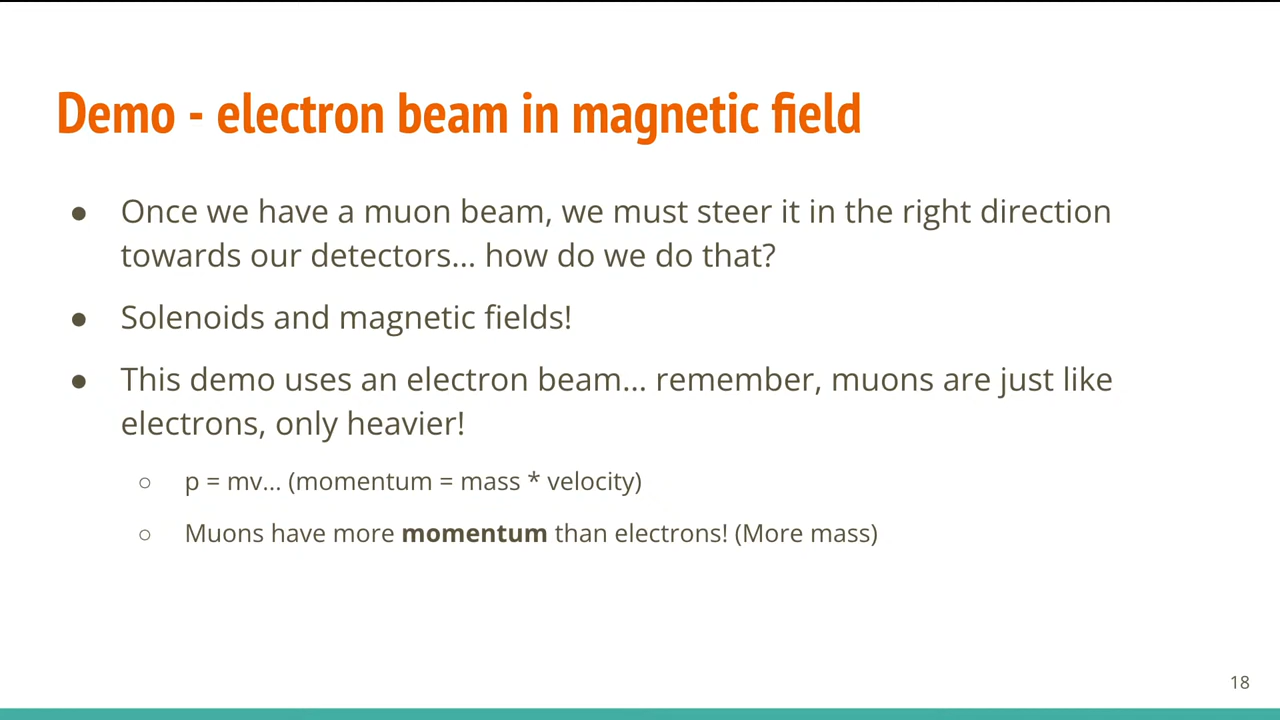 Demo - electron beam in magnetic field
● Once we have a muon beam, we must steer it in the right direction
towards our detectors... how do we do that?
● Solenoids and magnetic fields!
● This demo uses an electron beam... remember, muons are just like
electrons, only heavier!
○ p = mv... (momentum = mass * velocity)
○ Muons have more momentum than electrons! (More mass)
18